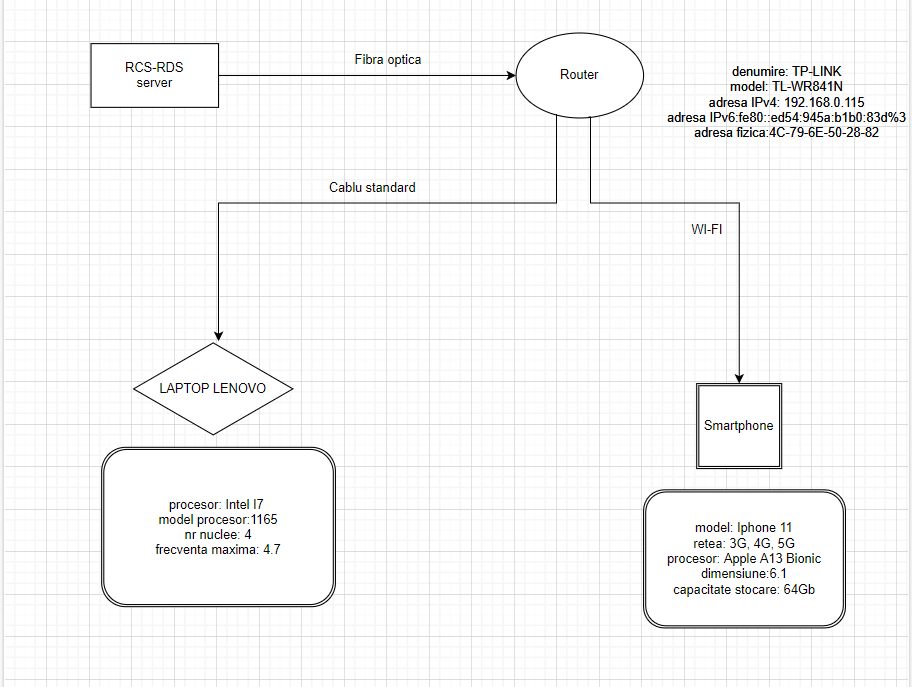 RCS-RDS
server
Fibra optica
Router
denumire: TP-LINK
model: TL-WR841N
adresa IPv4: 192.168.0.115
adresa IPv6:fe80::ed54:945a:b1b0:83d%3
adresa fizica:4C-79-6E-50-28-82
Cablu standard
WI-FI
LAPTOP LENOVO
Smartphone
procesor: Intel I7
model procesor:1165
nr nuclee: 4
frecventa maxima: 4.7
model: Iphone 11
retea: 3G, 4G, 5G
procesor: Apple A13 Bionic
dimensiune:6.1
capacitate stocare: 64Gb